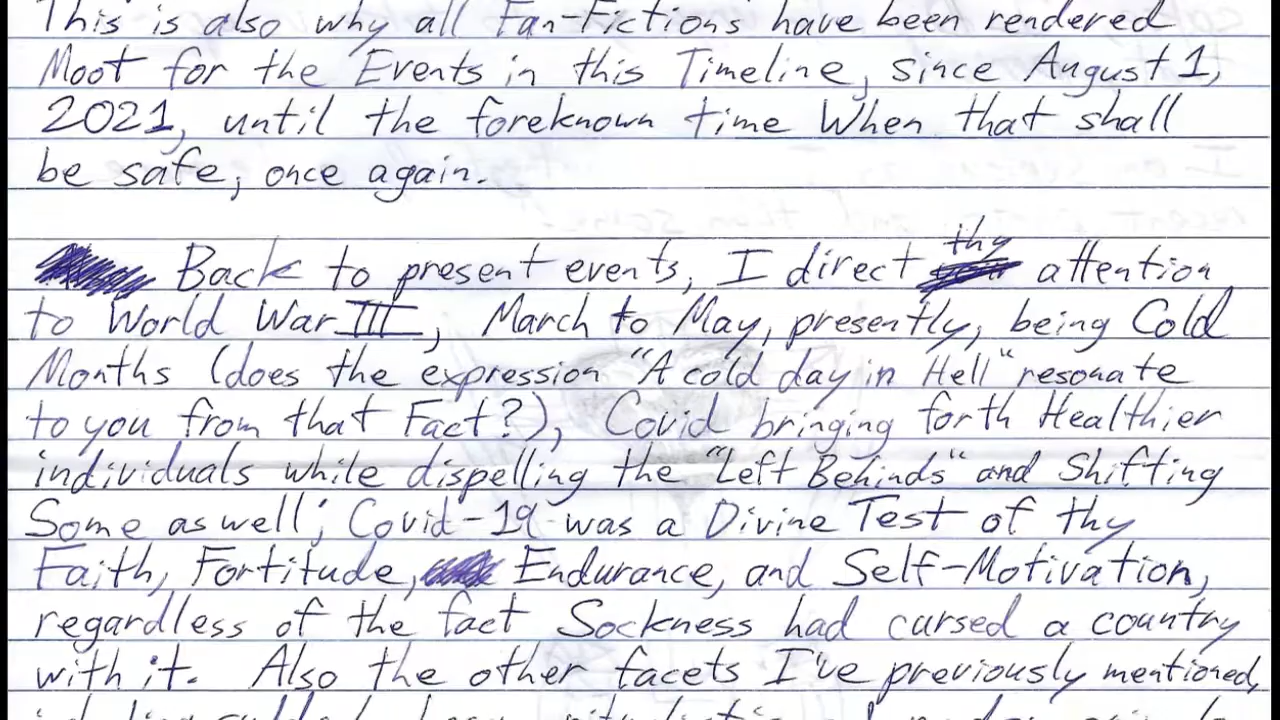 This is also why all Fan-Fictions have been rendered
Moot for the Events in this Timeline, since August 1,
2021, until the foreknown time When that shall
be safe, once again.
Back to present events, I direct thy attention
to World War III, March to May, presently, being Cold
Months (does the expression "A cold day in Hell" resonate
to you from that Fact?), Covid bringing forth Healthier
individuals while dispelling the "Left Behinds" and Shifting
Some as well; Covid-19 was a Divine Test of thy
Faith, Fortitude, Endurance, and Self-Motivation,
regardless of the fact Sockness had cursed a country
with it. Also the other facets I've previously mentioned,